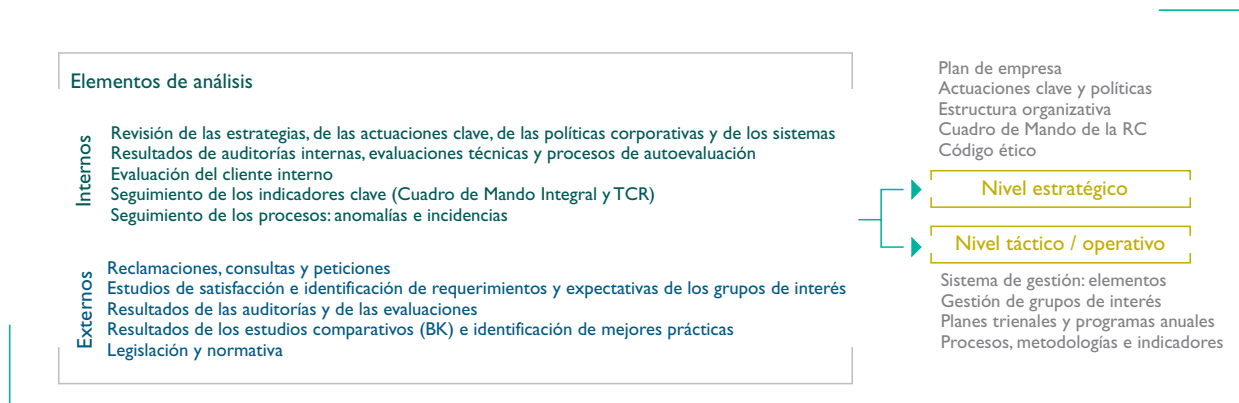 Elementos de análisis
Internos
Revisión de las estrategias, de las actuaciones clave, de las políticas corporativas y de los sistemas
Resultados de auditorías internas, evaluaciones técnicas y procesos de autoevaluación
Evaluación del cliente interno
Seguimiento de los indicadores clave (Cuadro de Mando Integral y TCR)
Seguimiento de los procesos: anomalías e incidencias
Externos
Reclamaciones, consultas y peticiones
Estudios de satisfacción e identificación de requerimientos y expectativas de los grupos de interés
Resultados de las auditorías y de las evaluaciones
Resultados de los estudios comparativos (BK) e identificación de mejores prácticas
Legislación y normativa
Plan de empresa
Actuaciones clave y políticas
Estructura organizativa
Cuadro de Mando de la RC
Código ético
Nivel estratégico
Nivel táctico / operativo
Sistema de gestión: elementos
Gestión de grupos de interés
Planes trienales y programas anuales
Procesos, metodologías e indicadores